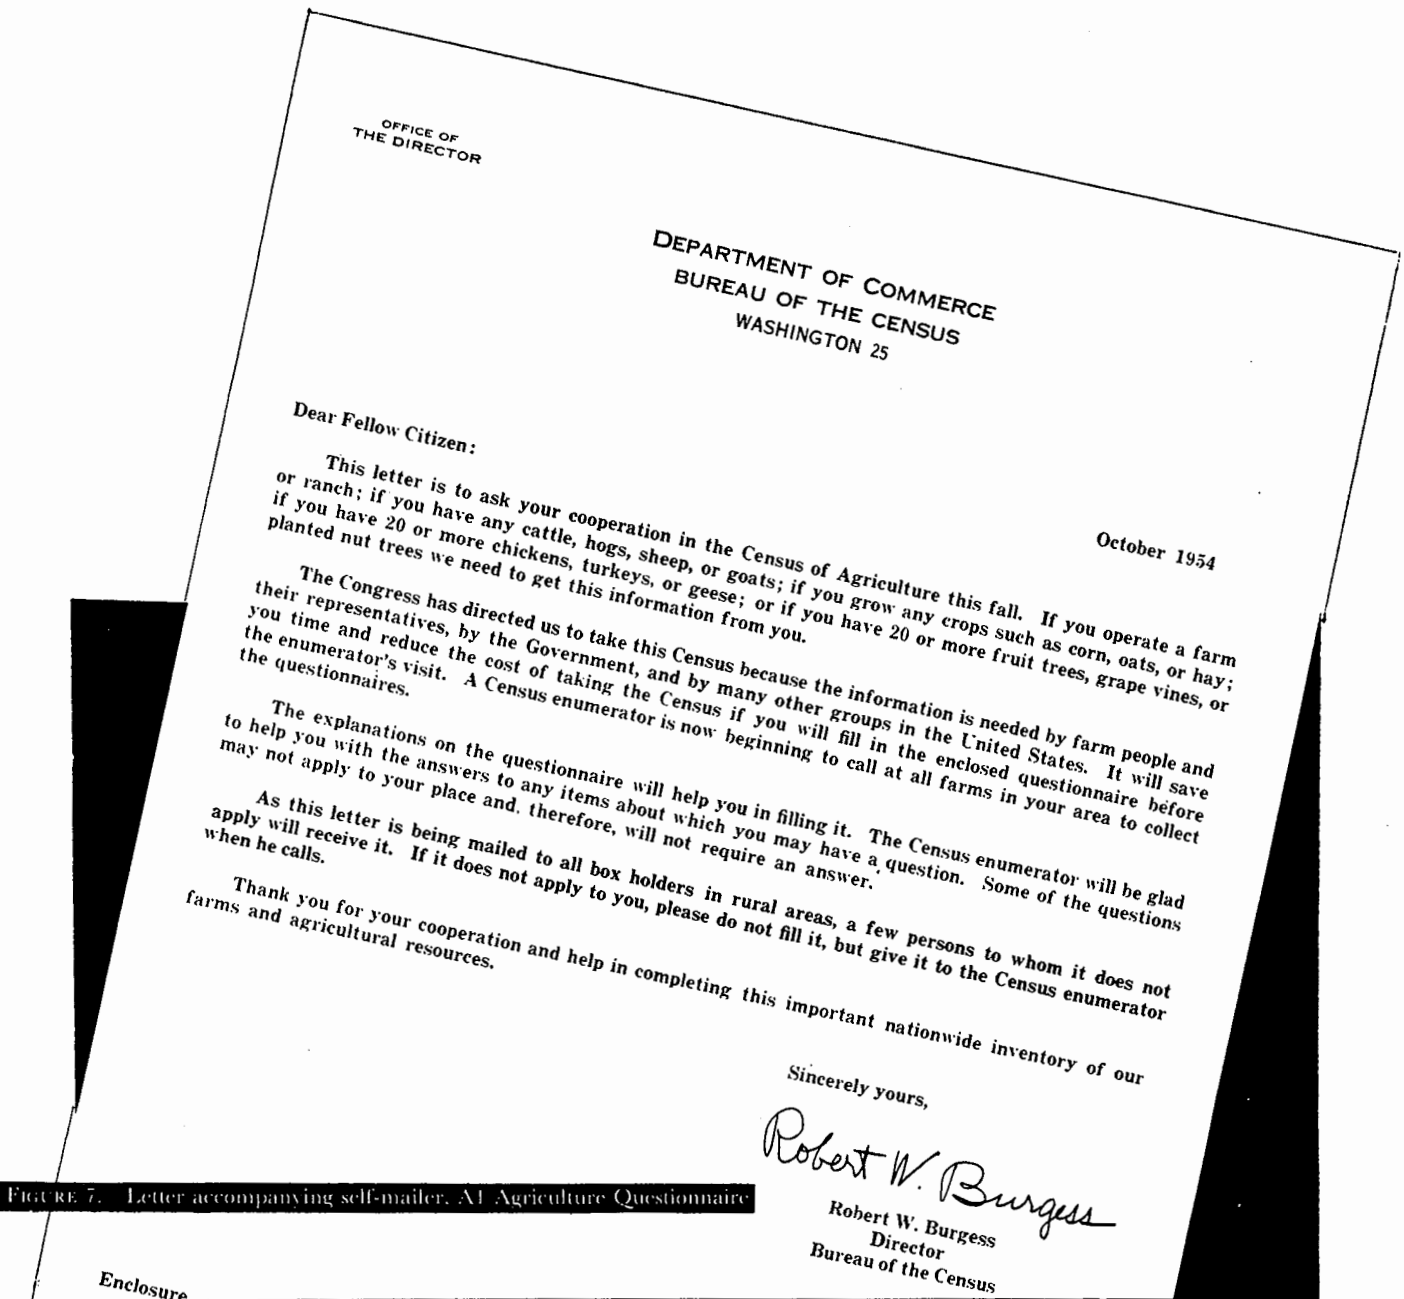 OFFICE OF
THE DIRECTOR
DEPARTMENT OF COMMERCE
BUREAU OF THE CENSUS
WASHINGTON 25
October 1954
Dear Fellow Citizen:
This letter is to ask your cooperation in the Census of Agriculture this fall. If you operate a farm
or ranch; if you have any cattle, hogs, sheep, or goats; if you grow any crops such as corn, oats, or hay;
if you have 20 or more chickens, turkeys, or geese; or if you have 20 or more fruit trees, grape vines, or
planted nut trees we need to get this information from you.
The Congress has directed us to take this Census because the information is needed by farm people and
their representatives, by the Government, and by many other groups in the United States. It will save
you time and reduce the cost of taking the Census if you will fill in the enclosed questionnaire before
the enumerator's visit. A Census enumerator is now beginning to call at all farms in your area to collect
the questionnaires.
The explanations on the questionnaire will help you in filling it. The Census enumerator will be glad
to help you with the answers to any items about which you may have a question. Some of the questions
may not apply to your place and, therefore, will not require an answer.
As this letter is being mailed to all box holders in rural areas, a few persons to whom it does not
apply will receive it. If it does not apply to you, please do not fill it, but give it to the Census enumerator
when he calls.
Thank you for your cooperation and help in completing this important nationwide inventory of our
farms and agricultural resources.
Sincerely yours,
Robert W. Burgess
Robert W. Burgess
Director
Bureau of the Census
FIGURE 7. Letter accompanying self-mailer, A1 Agriculture Questionnaire
Enclosure